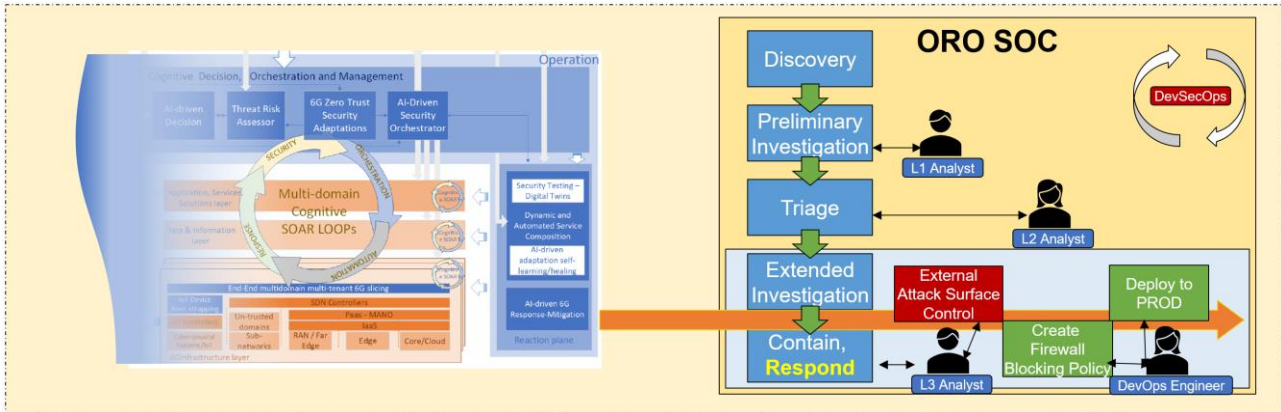 Operation
Cognitive Decision, Orchestration and Management
AI-driven
Decision
Threat Risk
Assessor
6G Zero Trust
Security
Adaptations
AI-Driven
Security
Orchestrator
SECURITY
ORCHESTRATION
AUTOMATION
RESPONSE
Multi-domain
Cognitive
SOAR LOOPs
Application, Services,
Solutions layer
Data & Information
layer
End-End multidomain multi-tenant 6G slicing
SDN Controllers
Un-trusted
domains
Paas - MANO
IaaS
Sub-
networks
RAN / Far
Edge
Edge
Core/Cloud
Infrastructure layer
Security Testing –
Digital Twins
Dynamic and
Automated Service
Composition
AI-driven
adaptation self-
learning/healing
AI-driven 6G
Response-Mitigation
Reaction plane
ORO SOC
DevSecOps
Discovery
Preliminary
Investigation
L1 Analyst
Triage
L2 Analyst
Extended
Investigation
External
Attack Surface
Control
Deploy to
PROD
Create
Firewall
Blocking Policy
Contain,
Respond
L3 Analyst
DevOps Engineer